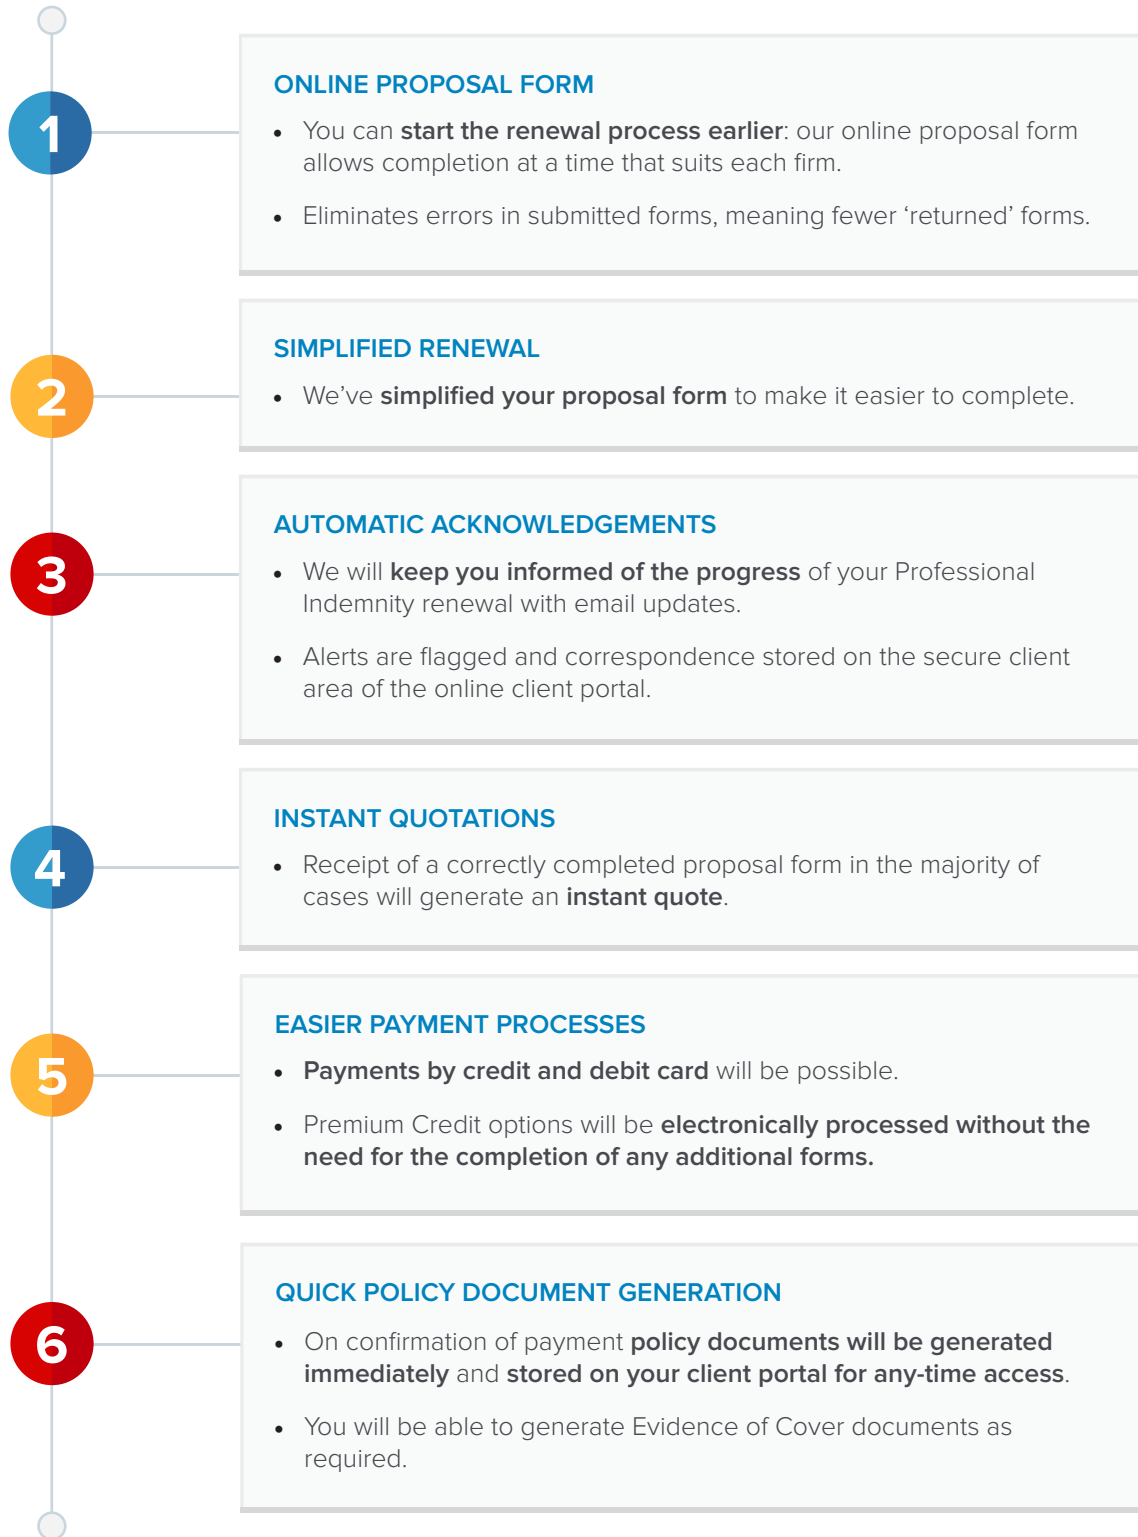 1
ONLINE PROPOSAL FORM
• You can start the renewal process earlier: our online proposal form
allows completion at a time that suits each firm.
• Eliminates errors in submitted forms, meaning fewer ‘returned’ forms.
2
SIMPLIFIED RENEWAL
• We’ve simplified your proposal form to make it easier to complete.
3
AUTOMATIC ACKNOWLEDGEMENTS
• We will keep you informed of the progress of your Professional
Indemnity renewal with email updates.
• Alerts are flagged and correspondence stored on the secure client
area of the online client portal.
4
INSTANT QUOTATIONS
• Receipt of a correctly completed proposal form in the majority of
cases will generate an instant quote.
5
EASIER PAYMENT PROCESSES
• Payments by credit and debit card will be possible.
• Premium Credit options will be electronically processed without the
need for the completion of any additional forms.
6
QUICK POLICY DOCUMENT GENERATION
• On confirmation of payment policy documents will be generated
immediately and stored on your client portal for any-time access.
• You will be able to generate Evidence of Cover documents as
required.